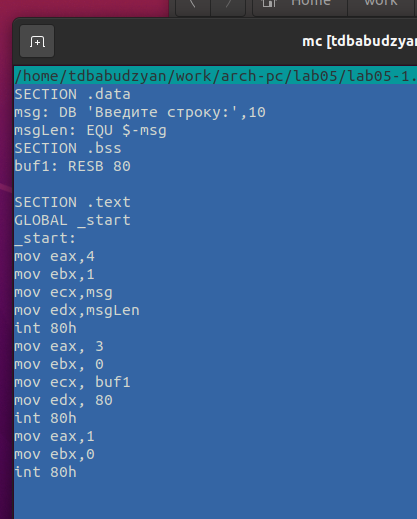 Home
work
mc [tdbabudzyan
/home/tdbabudzyan/work/arch-pc/lab05/lab05-1.
SECTION .data
msg: DB 'Введите строку:',10
msgLen: EQU $-msg
SECTION .bss
buf1: RESB 80
SECTION .text
GLOBAL _start
_start:
mov eax,4
mov ebx,1
mov ecx,msg
mov edx,msgLen
int 80h
mov eax, 3
mov ebx, 0
mov ecx, buf1
mov edx, 80
int 80h
mov eax,1
mov ebx,0
int 80h